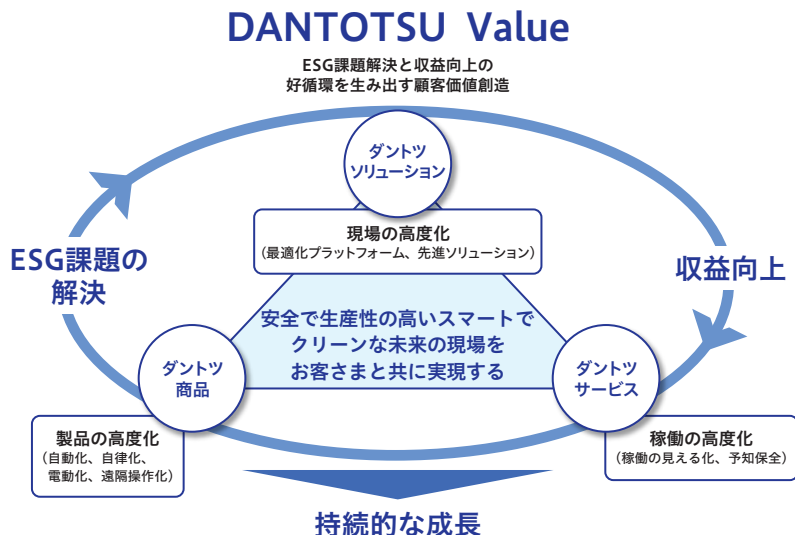 DANTOTSU Value
ESG課題解決と収益向上の
好循環を生み出す顧客価値創造
ダントツ
ソリューション
現場の高度化
(最適化プラットフォーム、先進ソリューション)
ESG課題の
解決
収益向上
安全で生産性の高いスマートで
クリーンな未来の現場を
お客さまと共に実現する
ダントツ
商品
ダントツ
サービス
製品の高度化
(自動化、自律化、
電動化、遠隔操作化)
稼働の高度化
(稼働の見える化、予知保全)
持続的な成長